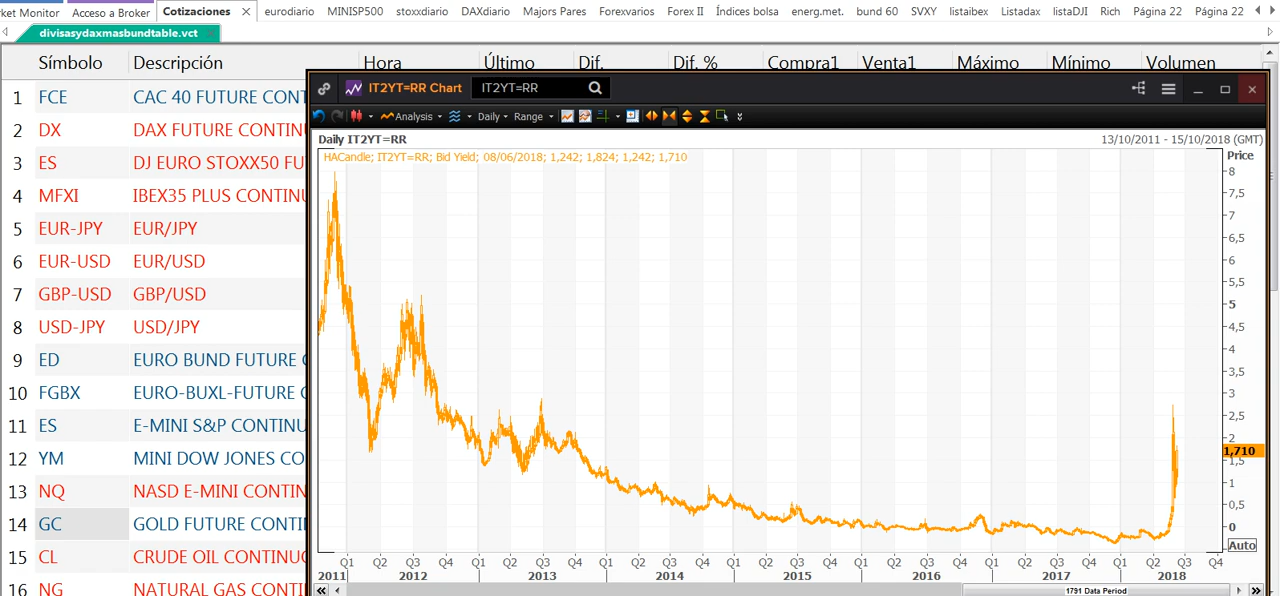 rket Monitor Acceso a Broker Cotizaciones eurodiario MINISP500 stoxxdiario DAXdiario Majors Pares Forexvarios Forex II Índices bolsa energ.met. bund 60 SVXY listaibex Listadax listaDJI Rich Página 22 Página 22
divisasydaxmasbundtable.vct
Símbolo Descripción Hora Último Dif. Dif. % Compra1 Venta1 Máximo Mínimo Volumen
IT2YT=RR Chart IT2YT=RR
1 FCE CAC 40 FUTURE CONT
Analysis Daily Range
2 DX DAX FUTURE CONTINU
Daily IT2YT=RR 13/10/2011 - 15/10/2018 (GMT)
HACandle; IT2YT=RR; Bid Yield; 08/06/2018; 1,242; 1,824; 1,242; 1,710 Price
3 ES DJ EURO STOXX50 FU
4 MFXI IBEX35 PLUS CONTINU
5 EUR-JPY EUR/JPY
6 EUR-USD EUR/USD
7 GBP-USD GBP/USD
8 USD-JPY USD/JPY
9 ED EURO BUND FUTURE C
10 FGBX EURO-BUXL-FUTURE C
11 ES E-MINI S&P CONTINU
12 YM MINI DOW JONES CO
13 NQ NASD E-MINI CONTIN
14 GC GOLD FUTURE CONTI
15 CL CRUDE OIL CONTINUO
16 NG NATURAL GAS CONTI
8
7,5
7
6,5
6
5,5
5
4,5
4
3,5
3
2,5
2
1,710
1,5
1
0,5
0
Auto
Q1 Q2 Q3 Q4 Q1 Q2 Q3 Q4 Q1 Q2 Q3 Q4 Q1 Q2 Q3 Q4 Q1 Q2 Q3 Q4 Q1 Q2 Q3 Q4 Q1 Q2 Q3 Q4
2011 2012 2013 2014 2015 2016 2017 2018
1791 Data Period